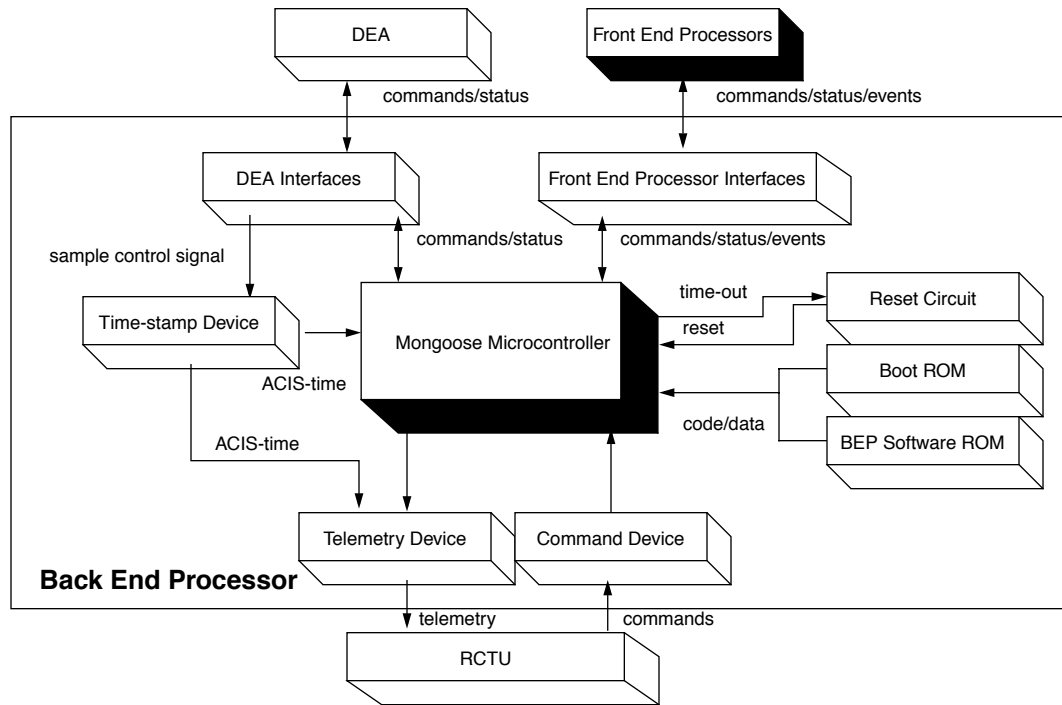 DEA
Front End Processors
commands/status
commands/status/events
DEA Interfaces
Front End Processor Interfaces
commands/status
commands/status/events
sample control signal
time-out
Time-stamp Device
Mongoose Microcontroller
Reset Circuit
reset
ACIS-time
Boot ROM
code/data
ACIS-time
BEP Software ROM
Telemetry Device
Command Device
Back End Processor
telemetry
commands
RCTU